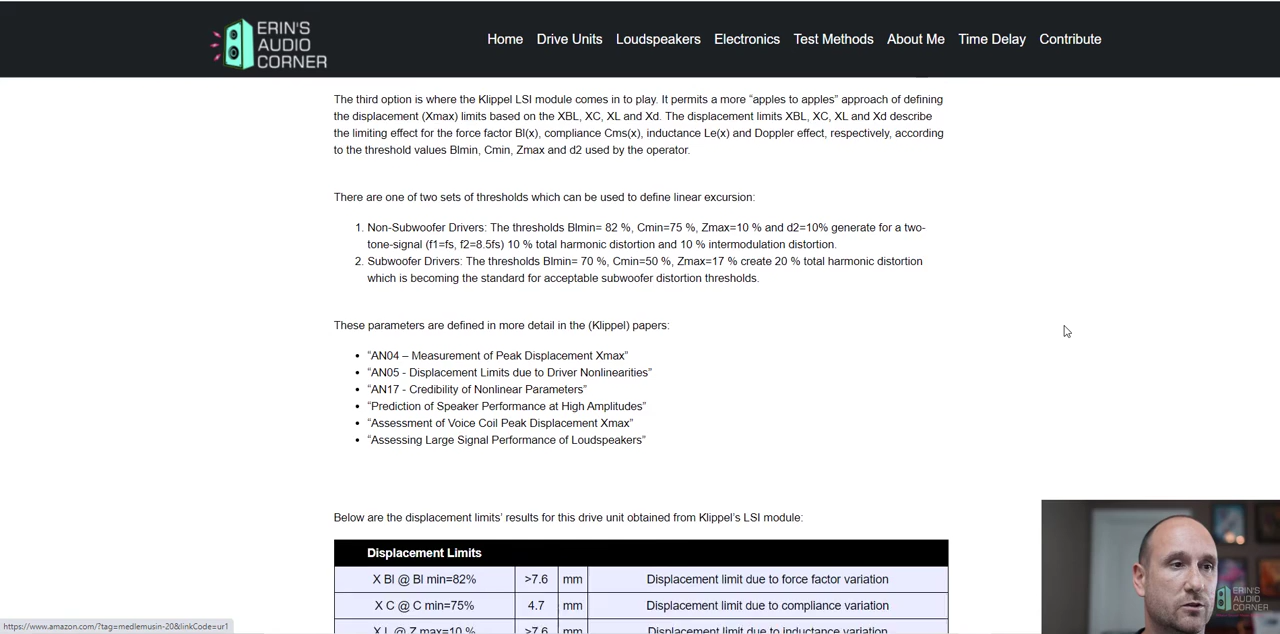 ERIN'S
AUDIO
CORNER
Home Drive Units Loudspeakers Electronics Test Methods About Me Time Delay Contribute
The third option is where the Klippel LSI module comes in to play. It permits a more “apples to apples” approach of defining
the displacement (Xmax) limits based on the XBL, XC, XL and Xd. The displacement limits XBL, XC, XL and Xd describe
the limiting effect for the force factor Bl(x), compliance Cms(x), inductance Le(x) and Doppler effect, respectively, according
to the threshold values Blmin, Cmin, Zmax and d2 used by the operator.
There are one of two sets of thresholds which can be used to define linear excursion:
1. Non-Subwoofer Drivers: The thresholds Blmin= 82 %, Cmin=75 %, Zmax=10 % and d2=10% generate for a two-
tone-signal (f1=fs, f2=8.5fs) 10 % total harmonic distortion and 10 % intermodulation distortion.
2. Subwoofer Drivers: The thresholds Blmin= 70 %, Cmin=50 %, Zmax=17 % create 20 % total harmonic distortion
which is becoming the standard for acceptable subwoofer distortion thresholds.
These parameters are defined in more detail in the (Klippel) papers:
• “AN04 – Measurement of Peak Displacement Xmax”
• “AN05 - Displacement Limits due to Driver Nonlinearities”
• “AN17 - Credibility of Nonlinear Parameters”
• “Prediction of Speaker Performance at High Amplitudes”
• “Assessment of Voice Coil Peak Displacement Xmax”
• “Assessing Large Signal Performance of Loudspeakers”
Below are the displacement limits’ results for this drive unit obtained from Klippel’s LSI module:
Displacement Limits
X Bl @ Bl min=82% >7.6 mm Displacement limit due to force factor variation
X C @ C min=75% 4.7 mm Displacement limit due to compliance variation
X L @ Z max=10 % >7.6 mm Displacement limit due to inductance variation
https://www.amazon.com/?tag=medlemusin-20&linkCode=ur1
ERIN'S
AUDIO
CORNER